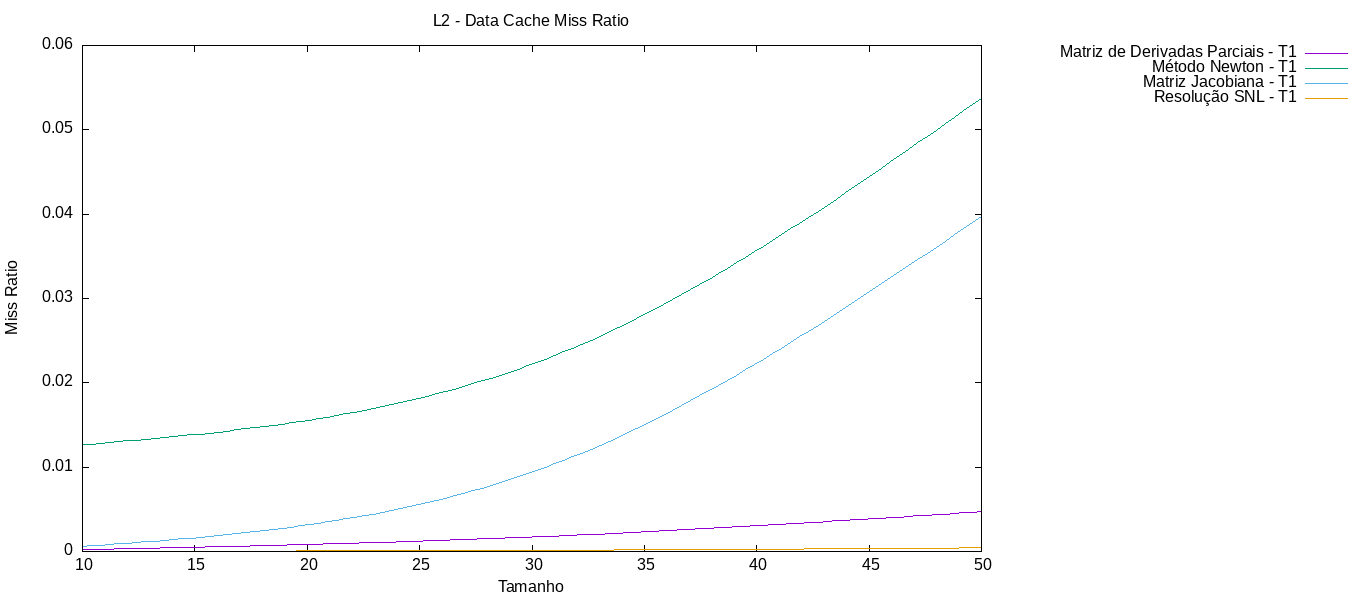 L2 - Data Cache Miss Ratio
Matriz de Derivadas Parciais - T1
Método Newton - T1
Matriz Jacobiana - T1
Resolução SNL - T1
Miss Ratio
0.06
0.05
0.04
0.03
0.02
0.01
0
10 15 20 25 30 35 40 45 50
Tamanho